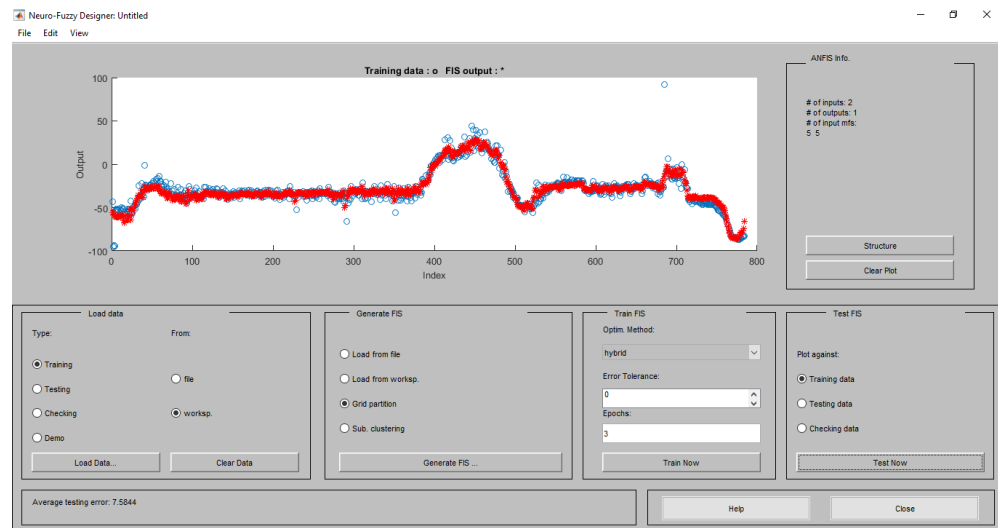 Neuro-Fuzzy Designer: Untitled
File Edit View
Training data : o FIS output : *
100
50
0
-50
-100
Output
0 100 200 300 400 500 600 700 800
Index
ANFIS Info.
# of inputs: 2
# of outputs: 1
# of input mfs:
5 5
Structure
Clear Plot
Load data
Type:
From:
Training
Testing
Checking
Demo
file
worksp.
Load Data...
Clear Data
Generate FIS
Load from file
Load from worksp.
Grid partition
Sub. clustering
Generate FIS ...
Train FIS
Optim. Method:
hybrid
Error Tolerance:
0
Epochs:
3
Train Now
Test FIS
Plot against:
Training data
Testing data
Checking data
Test Now
Average testing error: 7.5844
Help
Close